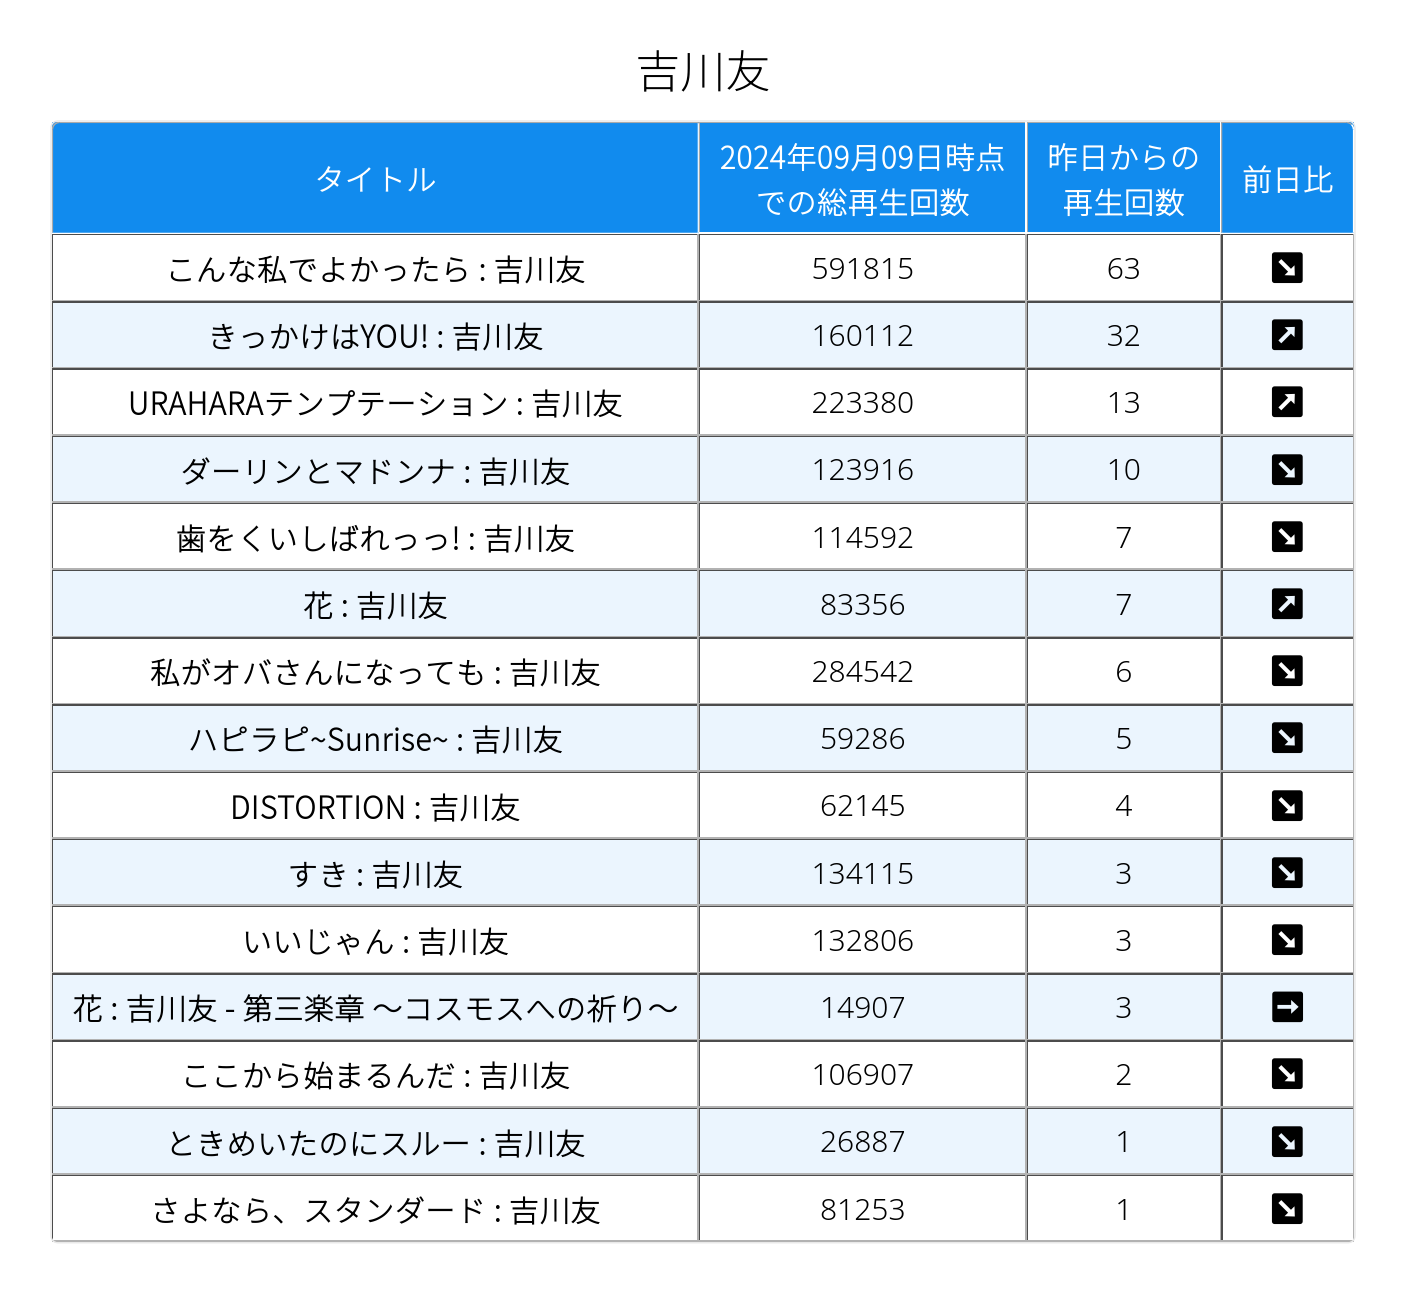 吉川友
タイトル 2024年09月09日時点での総再生回数 昨日からの再生回数 前日比
こんな私でよかったら : 吉川友 591815 63 ↘
きっかけはYOU! : 吉川友 160112 32 ↗
URAHARAテンプテーション : 吉川友 223380 13 ↗
ダーリンとマドンナ : 吉川友 123916 10 ↘
歯をくいしばれっっ! : 吉川友 114592 7 ↘
花 : 吉川友 83356 7 ↗
私がオバさんになっても : 吉川友 284542 6 ↘
ハピラピ~Sunrise~ : 吉川友 59286 5 ↘
DISTORTION : 吉川友 62145 4 ↘
すき : 吉川友 134115 3 ↘
いいじゃん : 吉川友 132806 3 ↘
花 : 吉川友 - 第三楽章 〜コスモスへの祈り〜 14907 3 →
ここから始まるんだ : 吉川友 106907 2 ↘
ときめいたのにスルー : 吉川友 26887 1 ↘
さよなら、スタンダード : 吉川友 81253 1 ↘